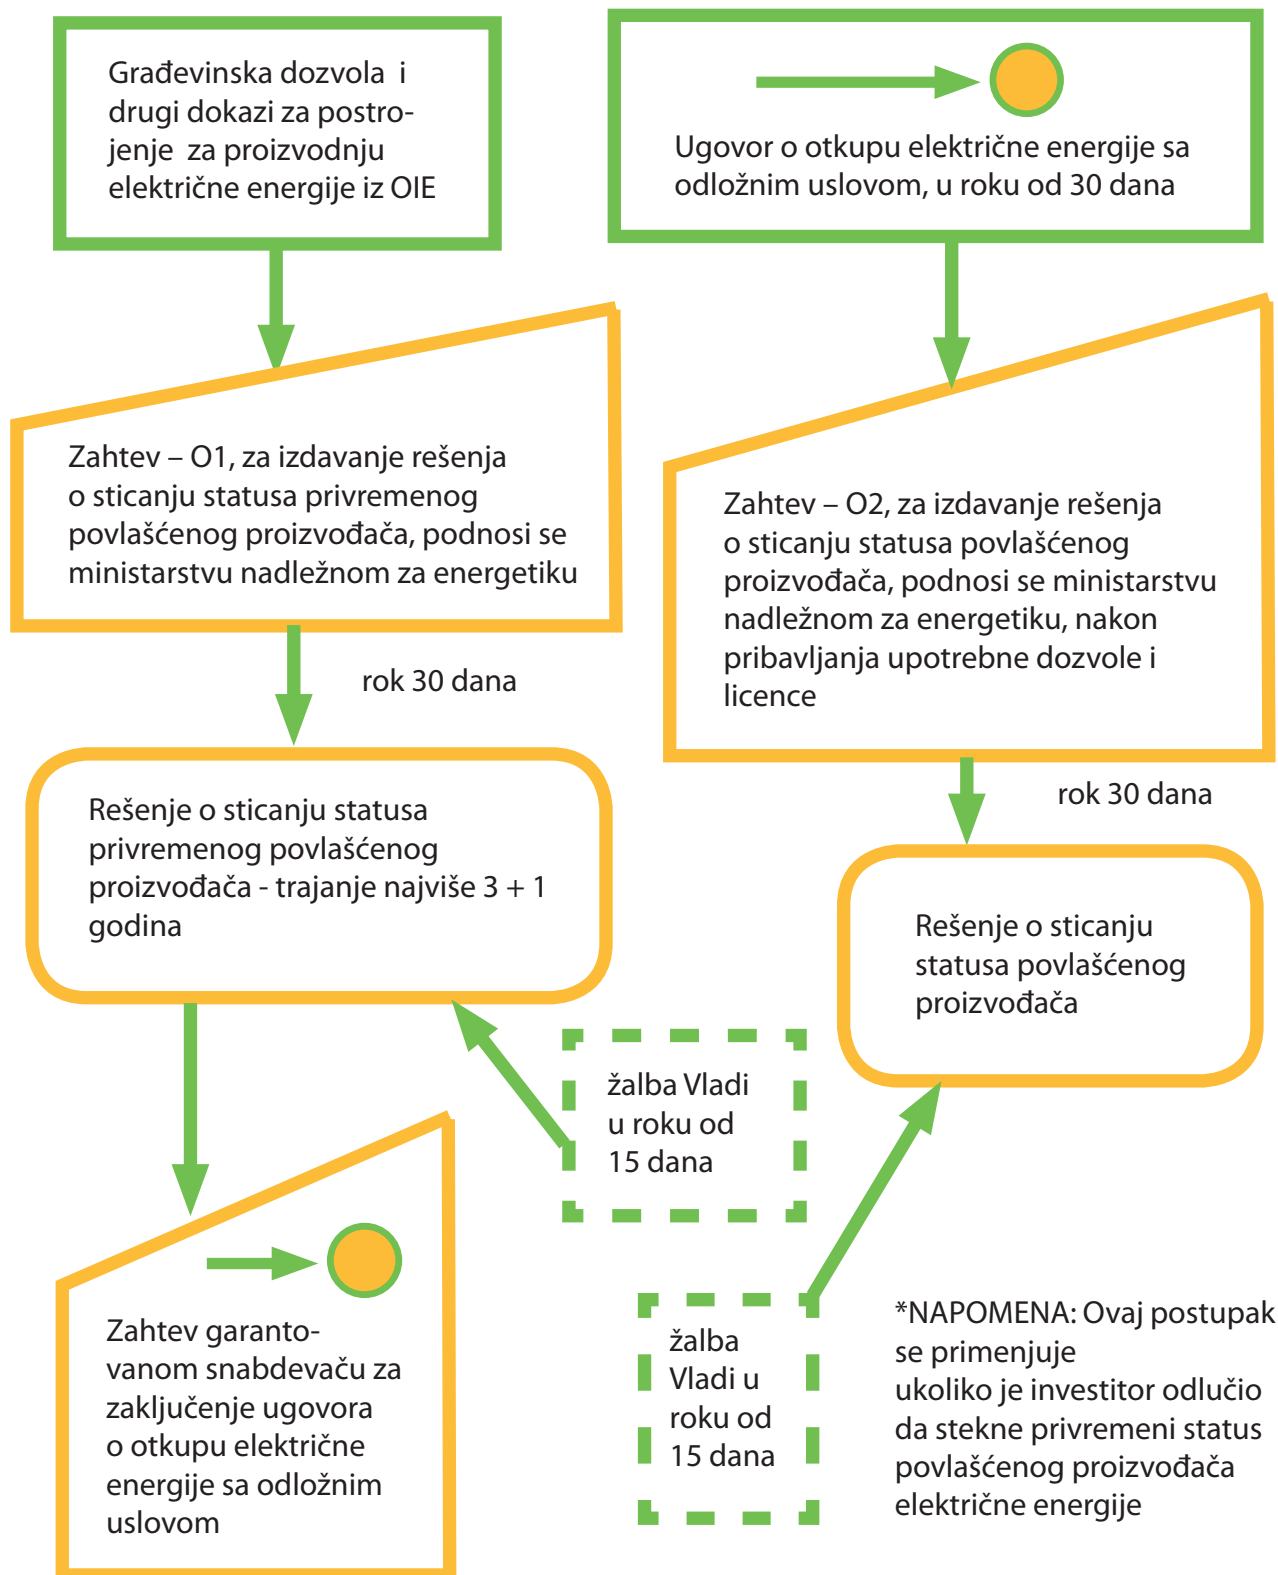 Građevinska dozvola i
drugi dokazi za postro-
jenje za proizvodnju
električne energije iz OIE
Zahtev – O1, za izdavanje rešenja
o sticanju statusa privremenog
povlašćenog proizvođača, podnosi se
ministarstvu nadležnom za energetiku
rok 30 dana
Rešenje o sticanju statusa
privremenog povlašćenog
proizvođača - trajanje najviše 3 + 1
godina
žalba Vladi
u roku od
15 dana
Zahtev garanto-
vanom snabdevaču za
zaključenje ugovora
o otkupu električne
energije sa odložnim
uslovom
Ugovor o otkupu električne energije sa
odložnim uslovom, u roku od 30 dana
Zahtev – O2, za izdavanje rešenja
o sticanju statusa povlašćenog
proizvođača, podnosi se ministarstvu
nadležnom za energetiku, nakon
pribavljanja upotrebne dozvole i
licence
rok 30 dana
Rešenje o sticanju
statusa povlašćenog
proizvođača
žalba
Vladi u
roku od
15 dana
*NAPOMENA: Ovaj postupak
se primenjuje
ukoliko je investitor odlučio
da stekne privremeni status
povlašćenog proizvođača
električne energije